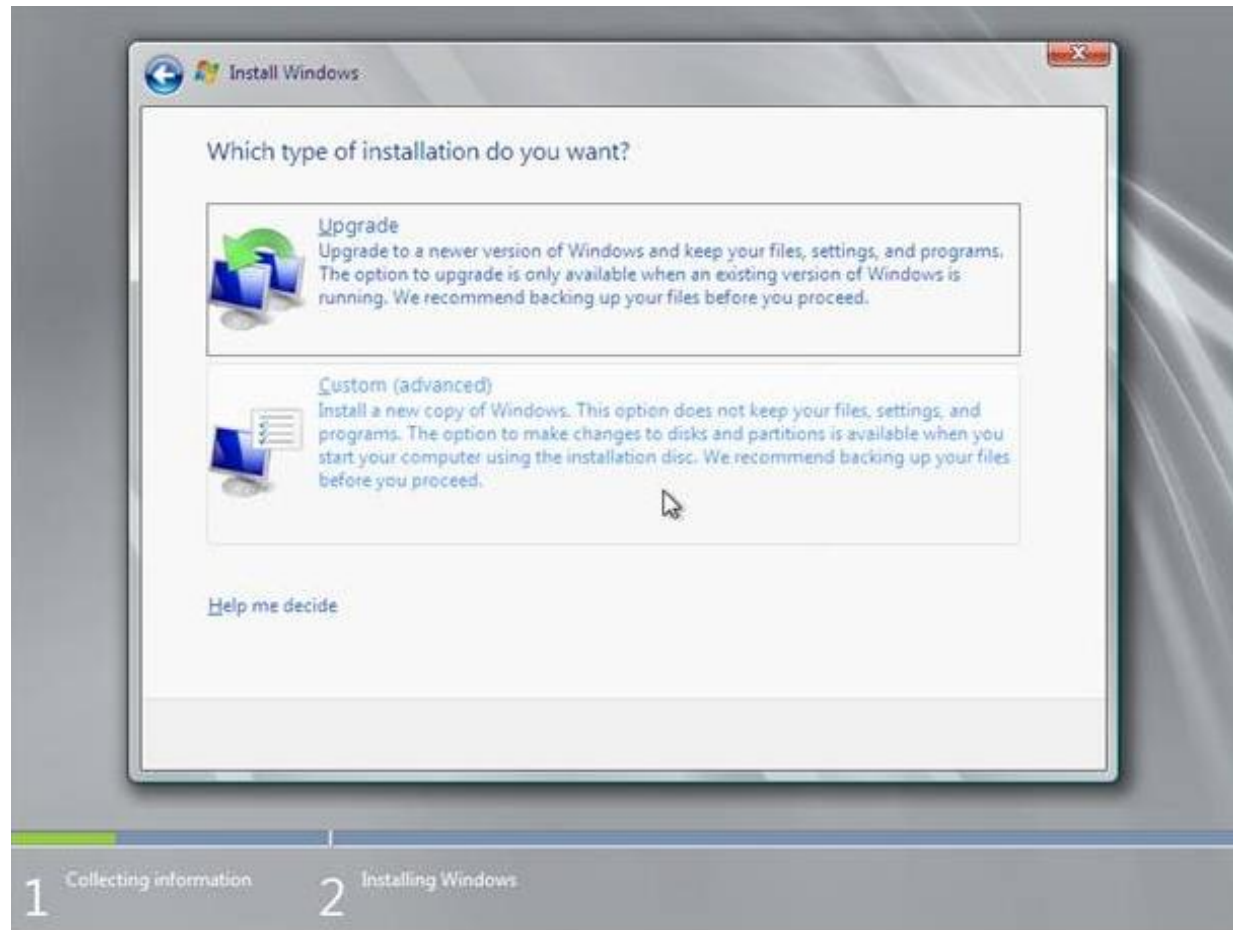 Install Windows
Which type of installation do you want?
Upgrade
Upgrade to a newer version of Windows and keep your files, settings, and programs.
The option to upgrade is only available when an existing version of Windows is
running. We recommend backing up your files before you proceed.
Custom (advanced)
Install a new copy of Windows. This option does not keep your files, settings, and
programs. The option to make changes to disks and partitions is available when you
start your computer using the installation disc. We recommend backing up your files
before you proceed.
Help me decide
1 Collecting information
2 Installing Windows